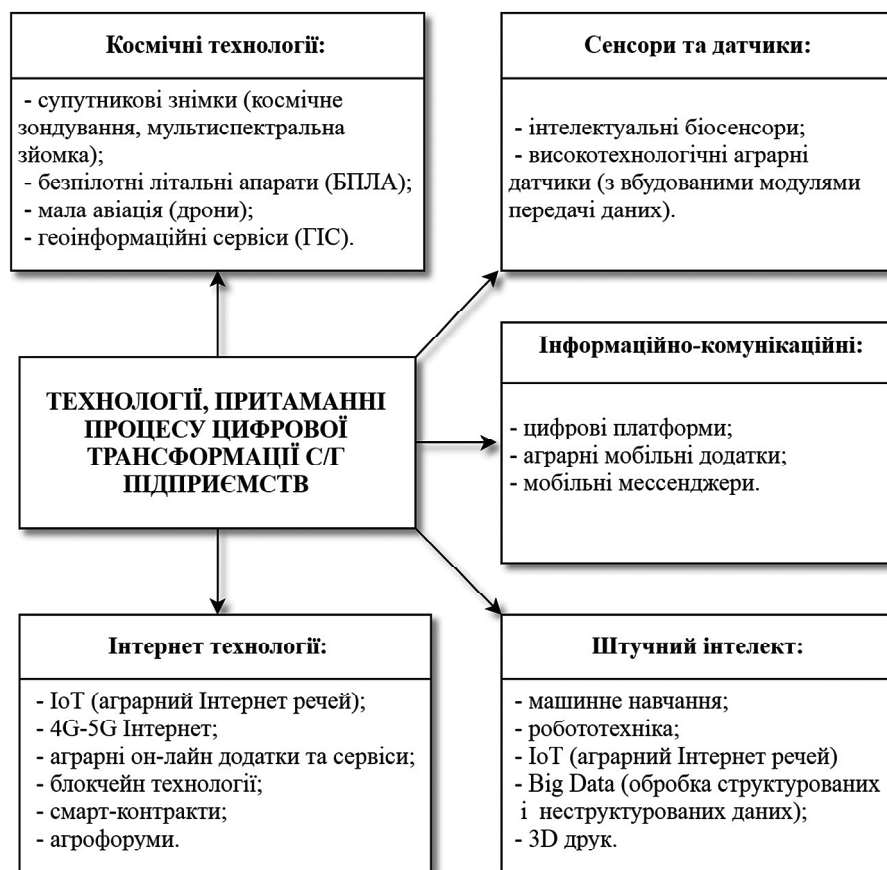 Космічні технології:
- супутникові знімки (космічне
зондування, мультиспектральна
зйомка);
- безпілотні літальні апарати (БПЛА);
- мала авіація (дрони);
- геоінформаційні сервіси (ГІС).
Сенсори та датчики:
- інтелектуальні біосенсори;
- високотехнологічні аграрні
датчики (з вбудованими модулями
передачі даних).
ТЕХНОЛОГІЇ, ПРИТАМАННІ
ПРОЦЕСУ ЦИФРОВОЇ
ТРАНСФОРМАЦІЇ С/Г
ПІДПРИЄМСТВ
Інформаційно-комунікаційні:
- цифрові платформи;
- аграрні мобільні додатки;
- мобільні мессенджери.
Інтернет технології:
- IoT (аграрний Інтернет речей);
- 4G-5G Інтернет;
- аграрні он-лайн додатки та сервіси;
- блокчейн технології;
- смарт-контракти;
- агрофоруми.
Штучний інтелект:
- машинне навчання;
- робототехніка;
- IoT (аграрний Інтернет речей)
- Big Data (обробка структурованих
і неструктурованих даних);
- 3D друк.